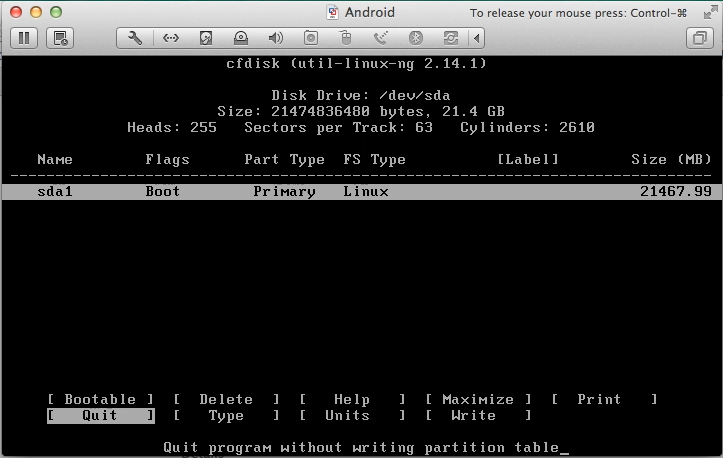 Android
To release your mouse press: Control-⌘
cfdisk (util-linux-ng 2.14.1)
Disk Drive: /dev/sda
Size: 21474836480 bytes, 21.4 GB
Heads: 255   Sectors per Track: 63   Cylinders: 2610
Name   Flags   Part Type   FS Type   [Label]   Size (MB)
sda1   Boot   Primary   Linux   21467.99
[ Bootable ]  [ Delete ]  [ Help ]  [ Maximize ]  [ Print ]
[ Quit ]  [ Type ]  [ Units ]  [ Write ]
Quit program without writing partition table_